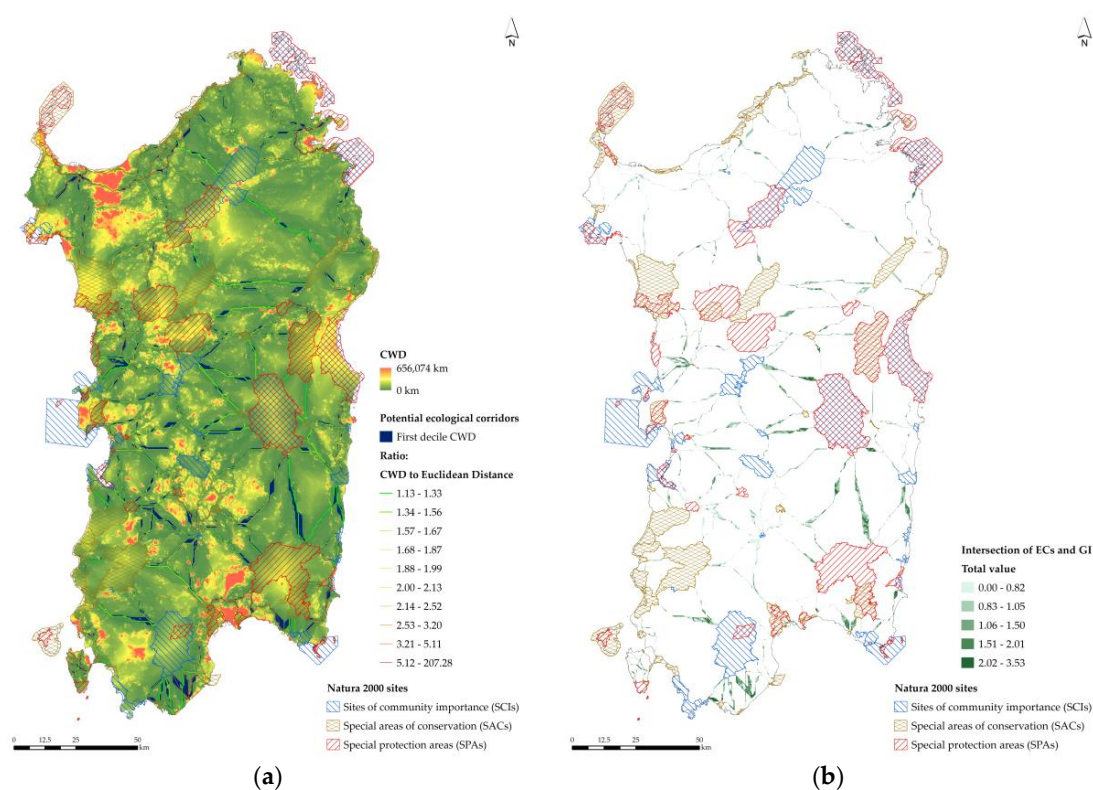 N
CWD
656,074 km
0 km
Potential ecological corridors
First decile CWD
Ratio:
CWD to Euclidean Distance
1.13 - 1.33
1.34 - 1.56
1.57 - 1.67
1.68 - 1.87
1.88 - 1.99
2.00 - 2.13
2.14 - 2.52
2.53 - 3.20
3.21 - 5.11
5.12 - 207.28
Natura 2000 sites
Sites of community importance (SCIs)
Special areas of conservation (SACs)
Special protection areas (SPAs)
0 12.5 25 50
km
(a)
N
Intersection of ECs and GI
Total value
0.00 - 0.82
0.83 - 1.05
1.06 - 1.50
1.51 - 2.01
2.02 - 3.53
Natura 2000 sites
Sites of community importance (SCIs)
Special areas of conservation (SACs)
Special protection areas (SPAs)
0 12.5 25 50
km
(b)